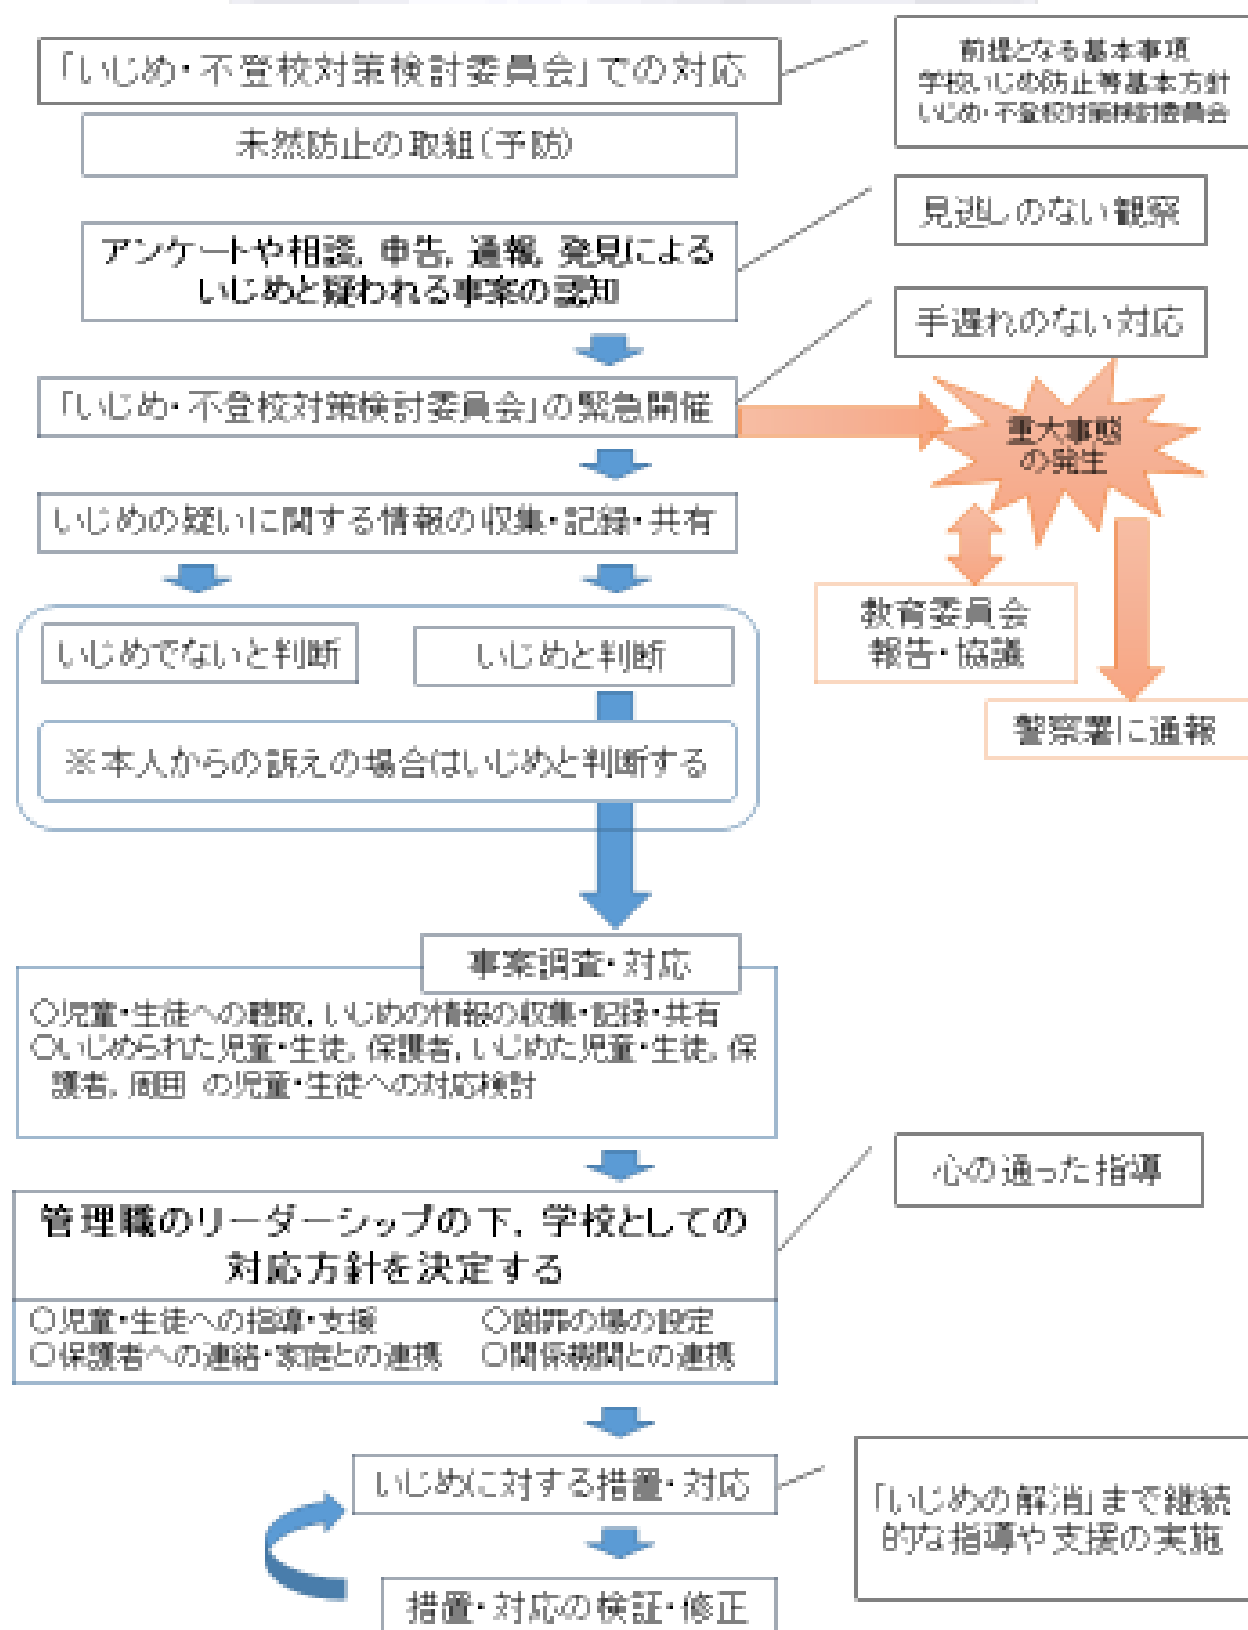 「いじめ・不登校対策検討委員会」での対応
前提となる基本事項
学校いじめ防止等基本方針
いじめ・不登校対策検討委員会
未然防止の取組(予防)
見逃しのない観察
アンケートや相談,申告,通報,発見による
いじめと疑われる事案の認知
手遅れのない対応
「いじめ・不登校対策検討委員会」の緊急開催
重大事態
の発生
いじめの疑いに関する情報の収集・記録・共有
教育委員会
報告・協議
いじめでないと判断
いじめと判断
警察署に通報
※本人からの訴えの場合はいじめと判断する
事案調査・対応
○児童・生徒への聴取,いじめの情報の収集・記録・共有
○いじめられた児童・生徒,保護者,いじめた児童・生徒,保
護者,周囲 の児童・生徒への対応検討
心の通った指導
管理職のリーダーシップの下,学校としての
対応方針を決定する
○児童・生徒への指導・支援 ○謝罪の場の設定
○保護者への連絡・家庭との連携 ○関係機関との連携
いじめに対する措置・対応
「いじめの解消」まで継続
的な指導や支援の実施
措置・対応の検証・修正